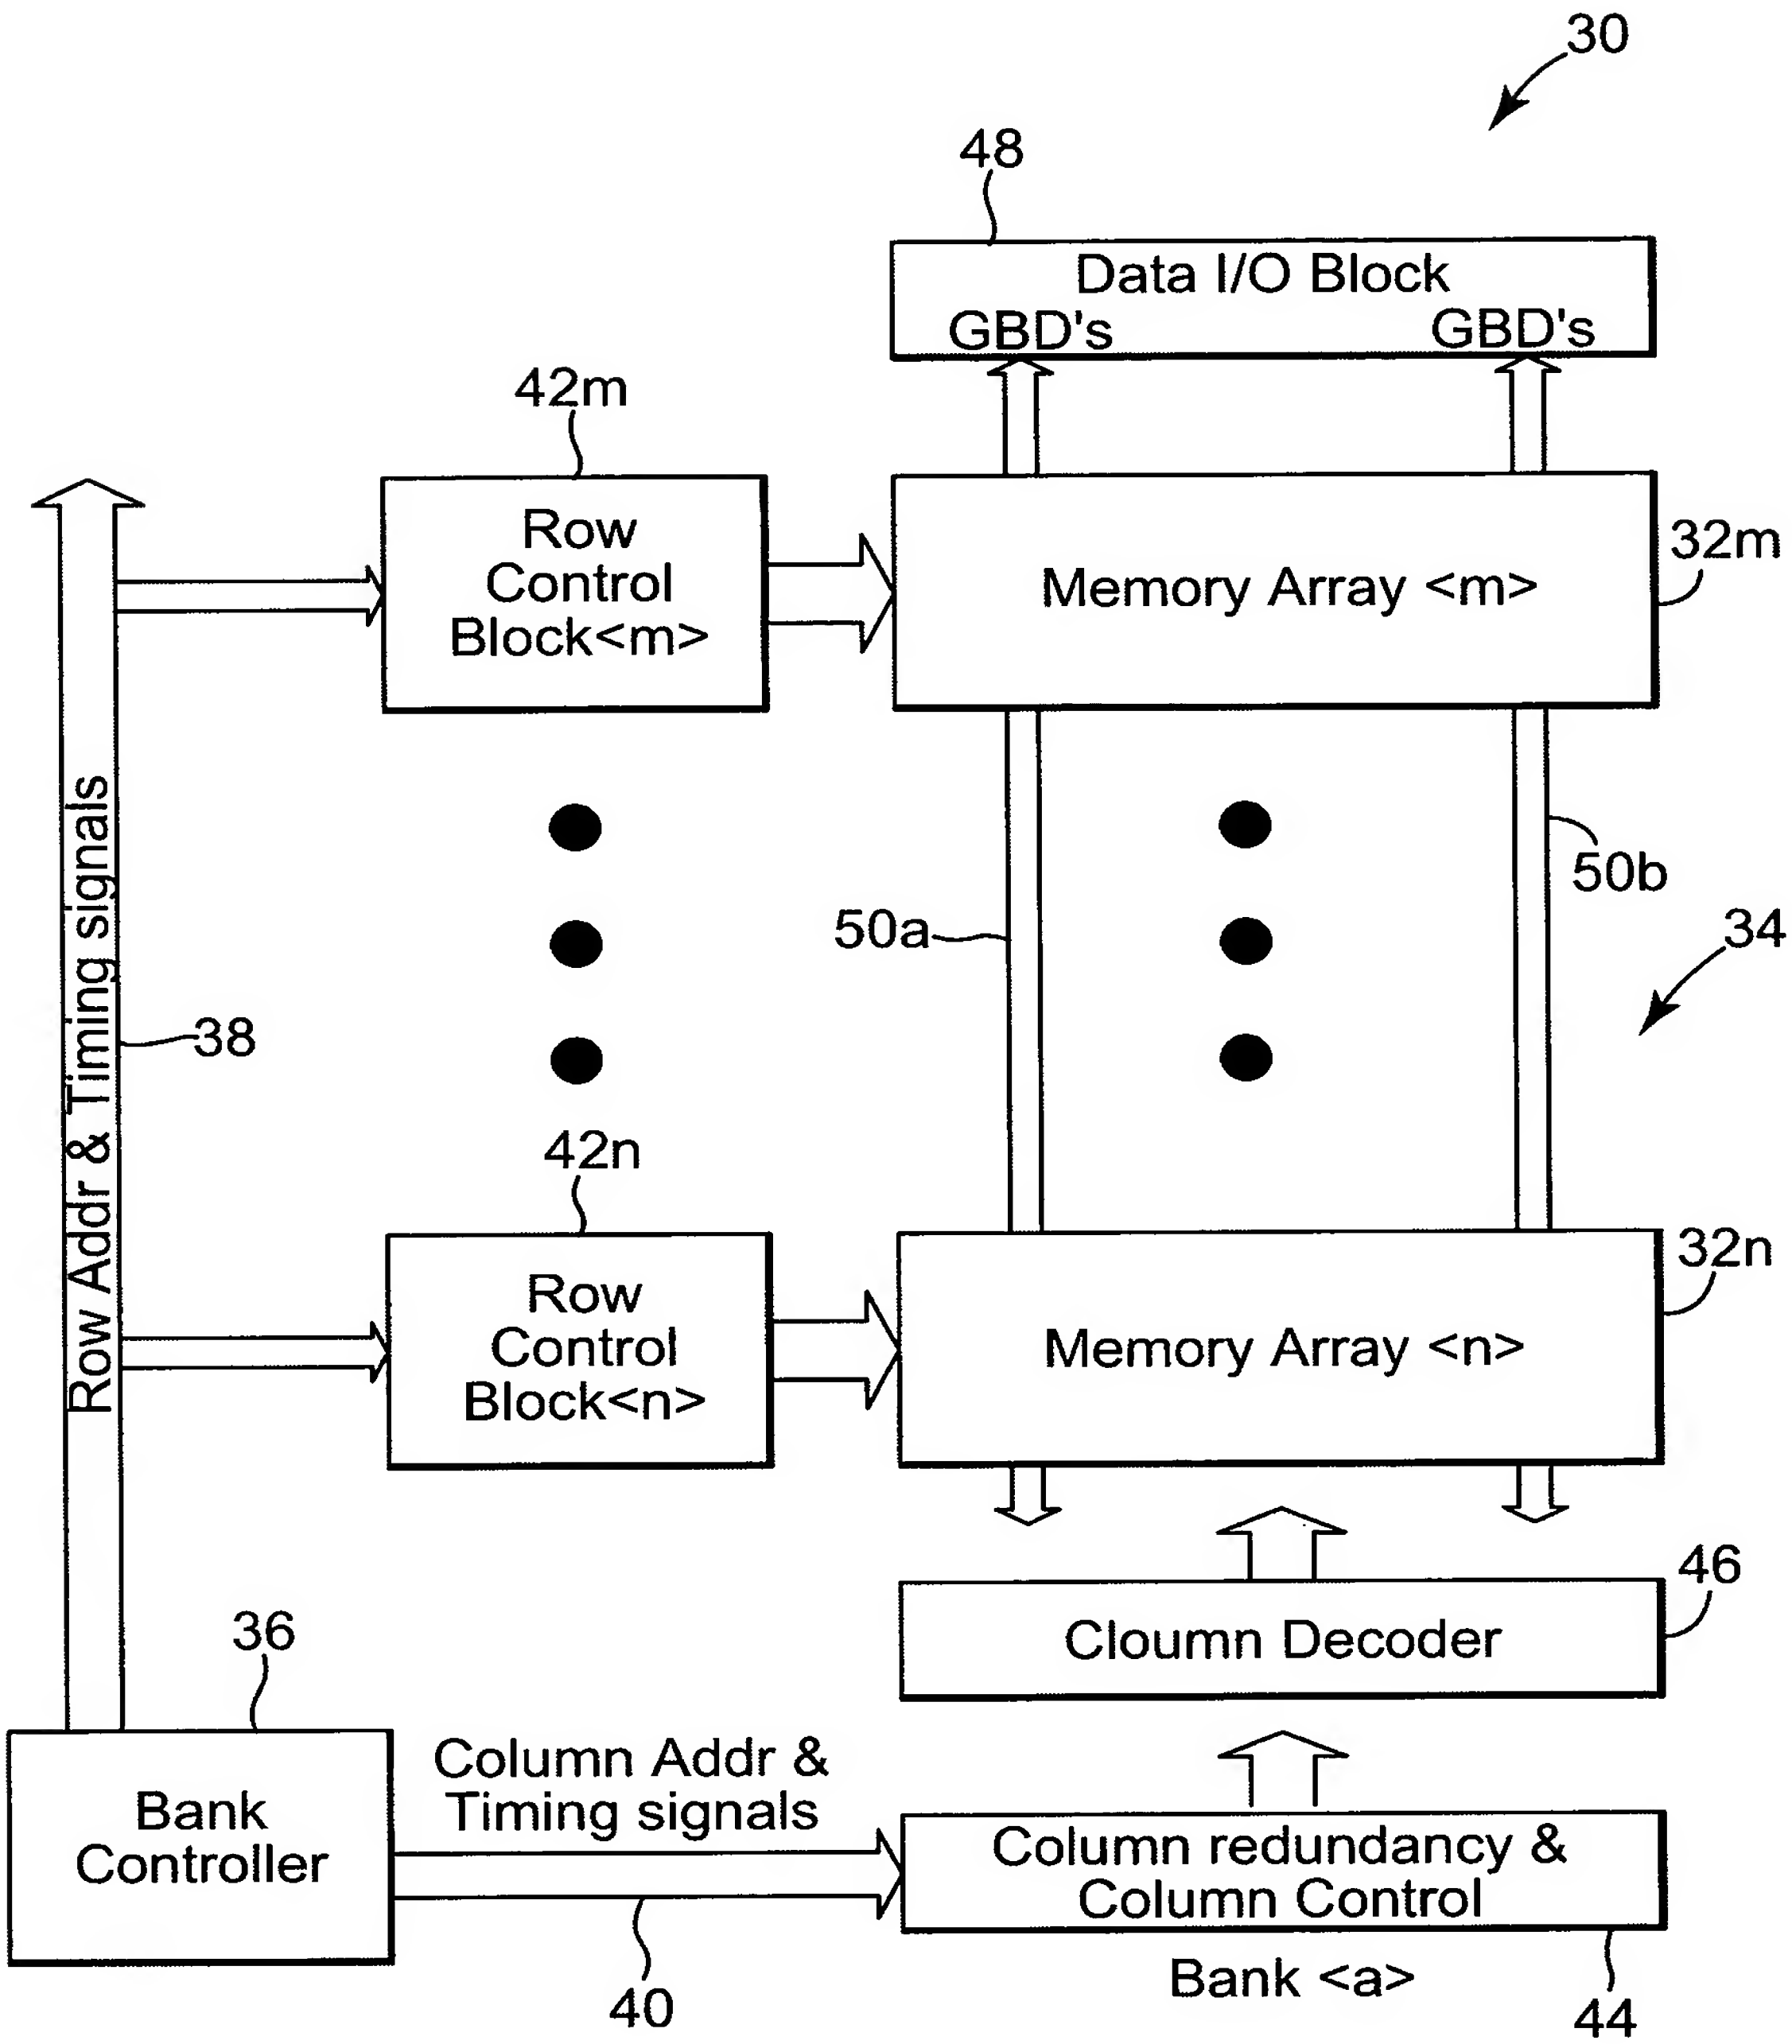 30
48
Data I/O Block
GBD's
GBD's
42m
Row
Control
Block<m>
Memory Array <m>
32m
50b
50a
34
Row Addr & Timing signals
38
42n
Row
Control
Block<n>
Memory Array <n>
32n
46
Cloumn Decoder
36
Bank
Controller
Column Addr &
Timing signals
40
Column redundancy &
Column Control
Bank <a>
44